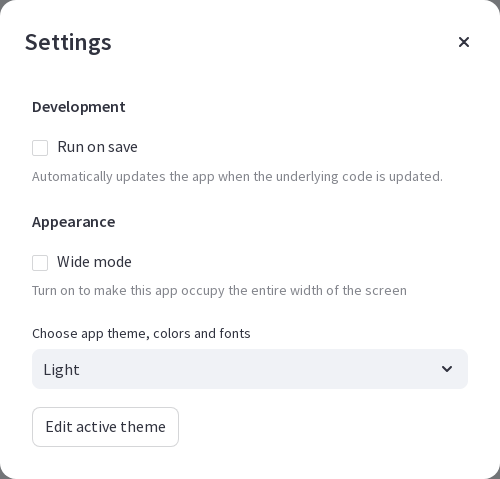 Settings
Development
Run on save
Automatically updates the app when the underlying code is updated.
Appearance
Wide mode
Turn on to make this app occupy the entire width of the screen
Choose app theme, colors and fonts
Light
Edit active theme